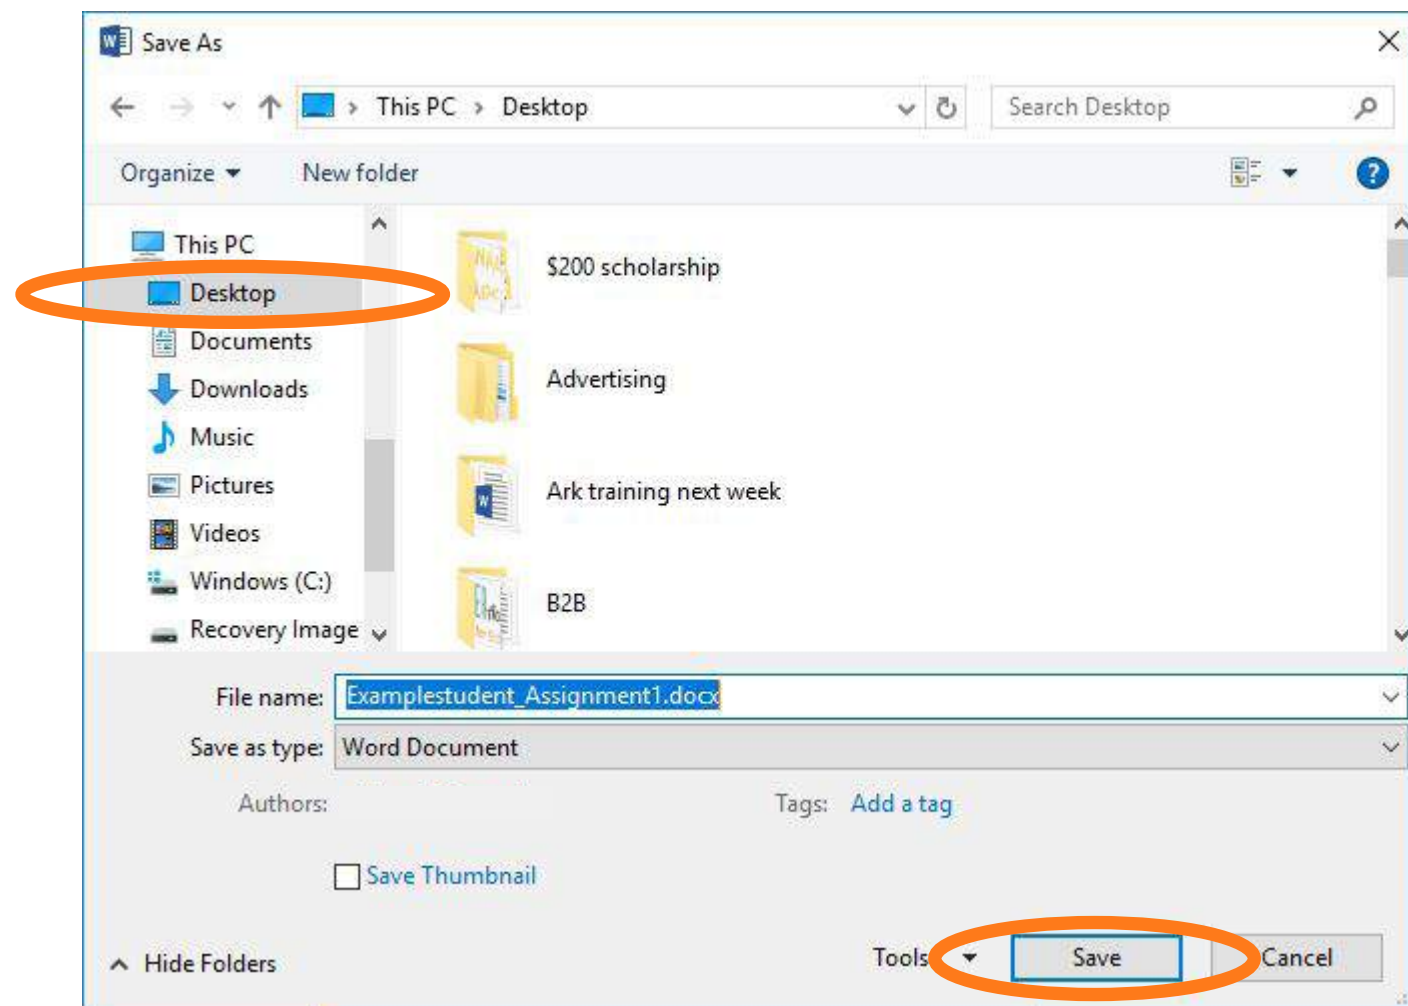 Save As
This PC > Desktop
Search Desktop
Organize
New folder
This PC
Desktop
Documents
Downloads
Music
Pictures
Videos
Windows (C:)
Recovery Image
$200 scholarship
Advertising
Ark training next week
B2B
File name: Examplestudent_Assignment1.docx
Save as type: Word Document
Authors:
Tags: Add a tag
Save Thumbnail
Hide Folders
Tools
Save
Cancel